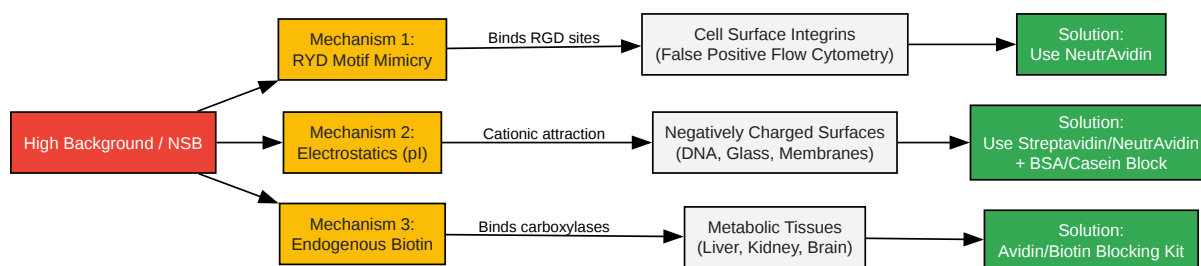 Mechanism 1:
RYD Motif Mimicry
Binds RGD sites
Cell Surface Integrins
(False Positive Flow Cytometry)
Solution:
Use NeutrAvidin
High Background / NSB
Mechanism 2:
Electrostatics (pI)
Cationic attraction
Negatively Charged Surfaces
(DNA, Glass, Membranes)
Solution:
Use Streptavidin/NeutrAvidin
+ BSA/Casein Block
Mechanism 3:
Endogenous Biotin
Binds carboxylases
Metabolic Tissues
(Liver, Kidney, Brain)
Solution:
Avidin/Biotin Blocking Kit